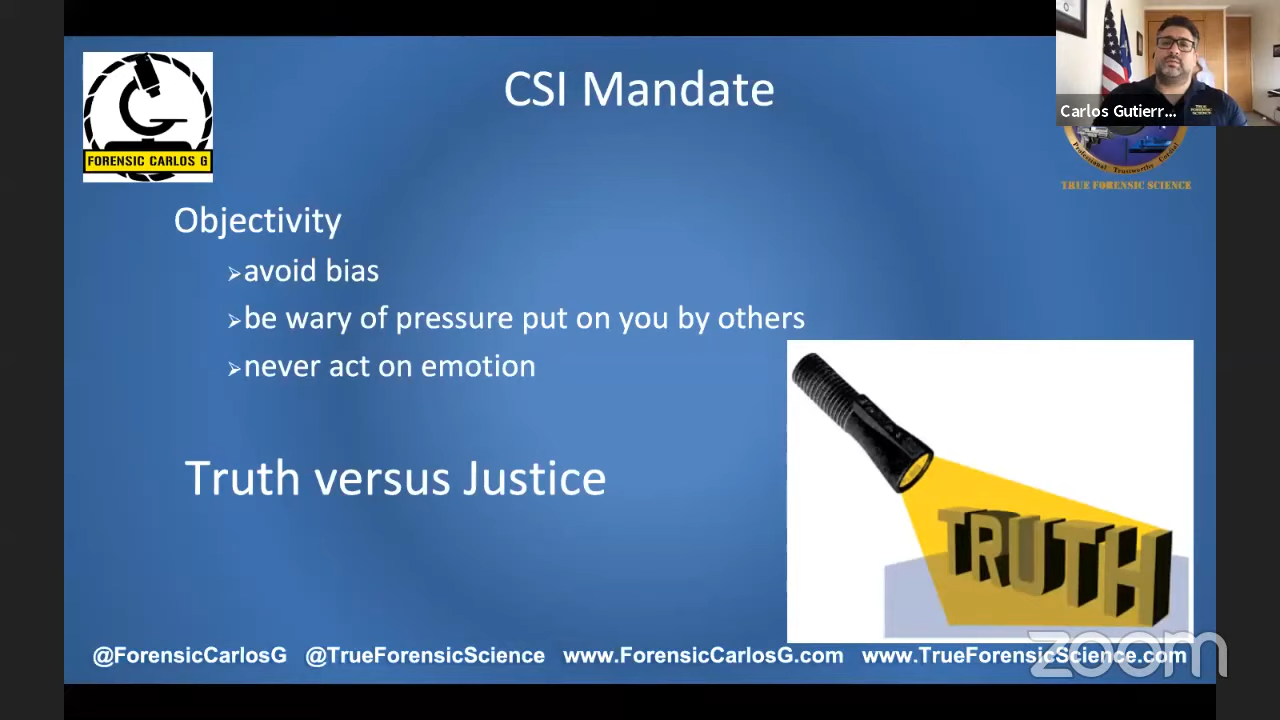 CSI Mandate
Carlos Gutierr...
FORENSIC CARLOS G
Professional Trustworthy
TRUE FORENSIC SCIENCE
Objectivity
➢avoid bias
➢be wary of pressure put on you by others
➢never act on emotion
Truth versus Justice
TRUTH
@ForensicCarlosG @TrueForensicScience www.ForensicCarlosG.com www.TrueForensicScience.com
zoom